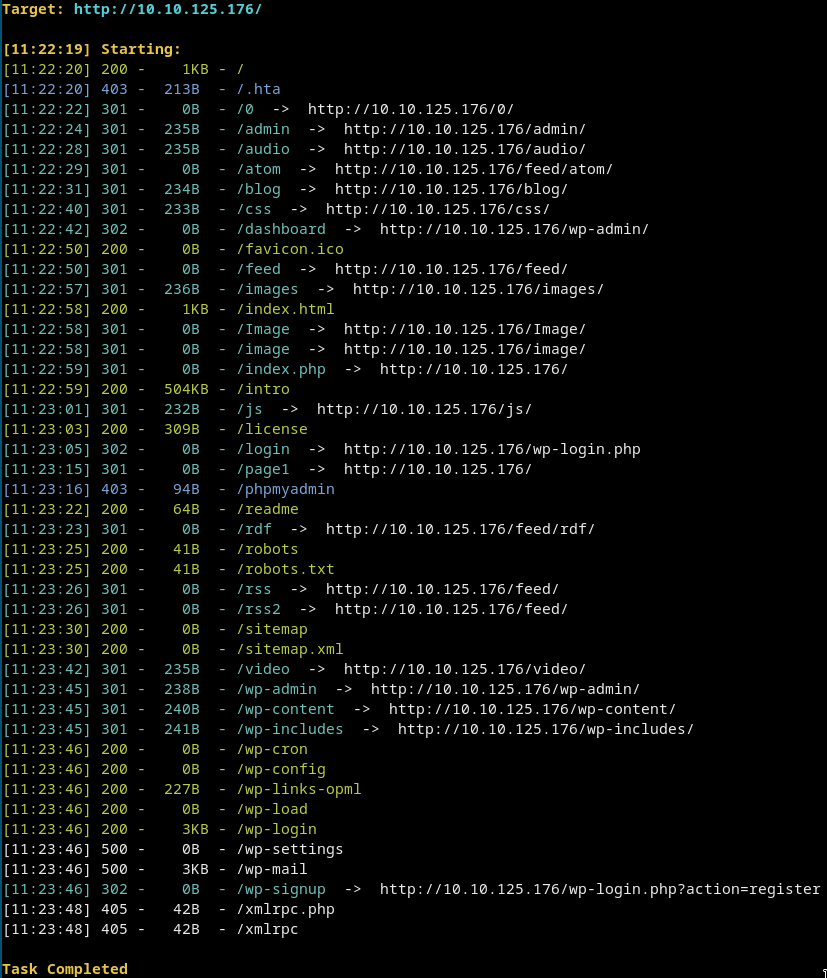 Target: http://10.10.125.176/
[11:22:19] Starting:
[11:22:20] 200 -    1KB - /
[11:22:20] 403 -  213B  - /.hta
[11:22:22] 301 -    0B  - /0  ->  http://10.10.125.176/0/
[11:22:24] 301 -  235B  - /admin  ->  http://10.10.125.176/admin/
[11:22:28] 301 -  235B  - /audio  ->  http://10.10.125.176/audio/
[11:22:29] 301 -    0B  - /atom  ->  http://10.10.125.176/feed/atom/
[11:22:31] 301 -  234B  - /blog  ->  http://10.10.125.176/blog/
[11:22:40] 301 -  233B  - /css  ->  http://10.10.125.176/css/
[11:22:42] 302 -    0B  - /dashboard  ->  http://10.10.125.176/wp-admin/
[11:22:50] 200 -    0B  - /favicon.ico
[11:22:50] 301 -    0B  - /feed  ->  http://10.10.125.176/feed/
[11:22:57] 301 -  236B  - /images  ->  http://10.10.125.176/images/
[11:22:58] 200 -    1KB - /index.html
[11:22:58] 301 -    0B  - /Image  ->  http://10.10.125.176/Image/
[11:22:58] 301 -    0B  - /image  ->  http://10.10.125.176/image/
[11:22:59] 301 -    0B  - /index.php  ->  http://10.10.125.176/
[11:22:59] 200 -  504KB - /intro
[11:23:01] 301 -  232B  - /js  ->  http://10.10.125.176/js/
[11:23:03] 200 -  309B  - /license
[11:23:05] 302 -    0B  - /login  ->  http://10.10.125.176/wp-login.php
[11:23:15] 301 -    0B  - /page1  ->  http://10.10.125.176/
[11:23:16] 403 -   94B  - /phpmyadmin
[11:23:22] 200 -   64B  - /readme
[11:23:23] 301 -    0B  - /rdf  ->  http://10.10.125.176/feed/rdf/
[11:23:25] 200 -   41B  - /robots
[11:23:25] 200 -   41B  - /robots.txt
[11:23:26] 301 -    0B  - /rss  ->  http://10.10.125.176/feed/
[11:23:26] 301 -    0B  - /rss2  ->  http://10.10.125.176/feed/
[11:23:30] 200 -    0B  - /sitemap
[11:23:30] 200 -    0B  - /sitemap.xml
[11:23:42] 301 -  235B  - /video  ->  http://10.10.125.176/video/
[11:23:45] 301 -  238B  - /wp-admin  ->  http://10.10.125.176/wp-admin/
[11:23:45] 301 -  240B  - /wp-content  ->  http://10.10.125.176/wp-content/
[11:23:45] 301 -  241B  - /wp-includes  ->  http://10.10.125.176/wp-includes/
[11:23:46] 200 -    0B  - /wp-cron
[11:23:46] 200 -    0B  - /wp-config
[11:23:46] 200 -  227B  - /wp-links-opml
[11:23:46] 200 -    0B  - /wp-load
[11:23:46] 200 -    3KB - /wp-login
[11:23:46] 500 -    0B  - /wp-settings
[11:23:46] 500 -    3KB - /wp-mail
[11:23:46] 302 -    0B  - /wp-signup  ->  http://10.10.125.176/wp-login.php?action=register
[11:23:48] 405 -   42B  - /xmlrpc.php
[11:23:48] 405 -   42B  - /xmlrpc
Task Completed